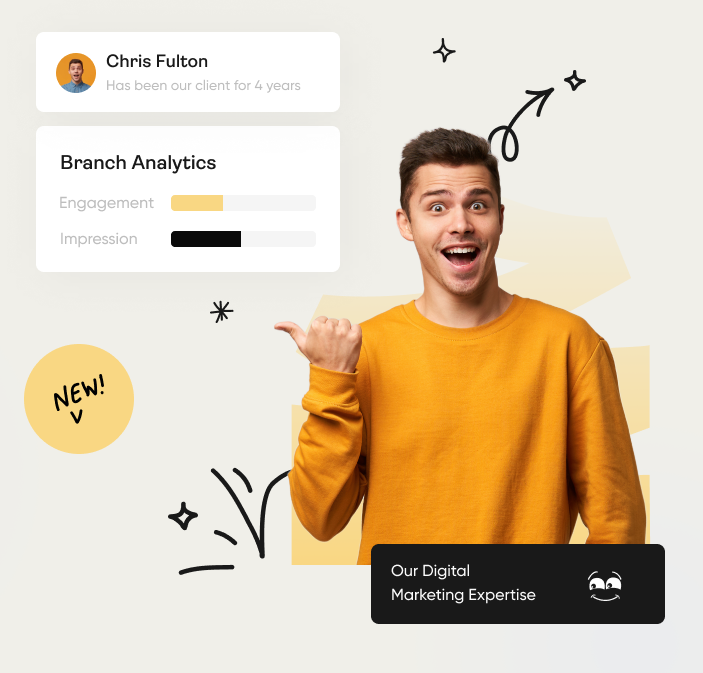 Chris Fulton
Has been our client for 4 years
Branch Analytics
Engagement
Impression
NEW!
Our Digital
Marketing Expertise